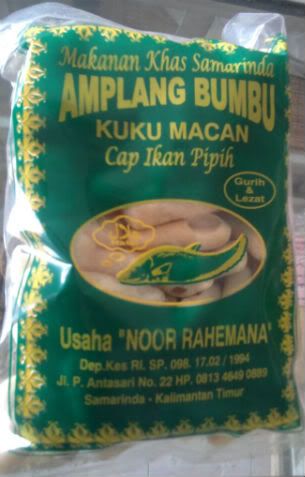 Makanan Khas Samarinda
AMPLANG BUMBU
KUKU MACAN
Cap Ikan Pipih
Gurih
&
Lezat
Usaha "NOOR RAHEMANA"
Dep.Kes RI. SP. 098. 17.02 / 1994
Jl. P. Antasari No. 22 HP. 0813 4649 0889
Samarinda - Kalimantan Timur